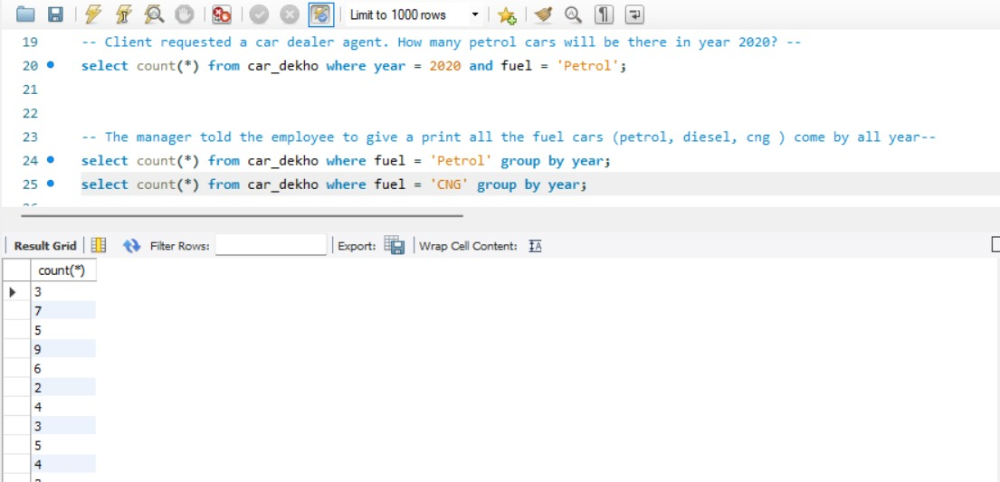 Limit to 1000 rows
19 -- Client requested a car dealer agent. How many petrol cars will be there in year 2020? --
20 select count(*) from car_dekho where year = 2020 and fuel = 'Petrol';
21
22
23 -- The manager told the employee to give a print all the fuel cars (petrol, diesel, cng ) come by all year--
24 select count(*) from car_dekho where fuel = 'Petrol' group by year;
25 select count(*) from car_dekho where fuel = 'CNG' group by year;
Result Grid Filter Rows: Export: Wrap Cell Content: IA
count(*)
3
7
5
9
6
2
4
3
5
4